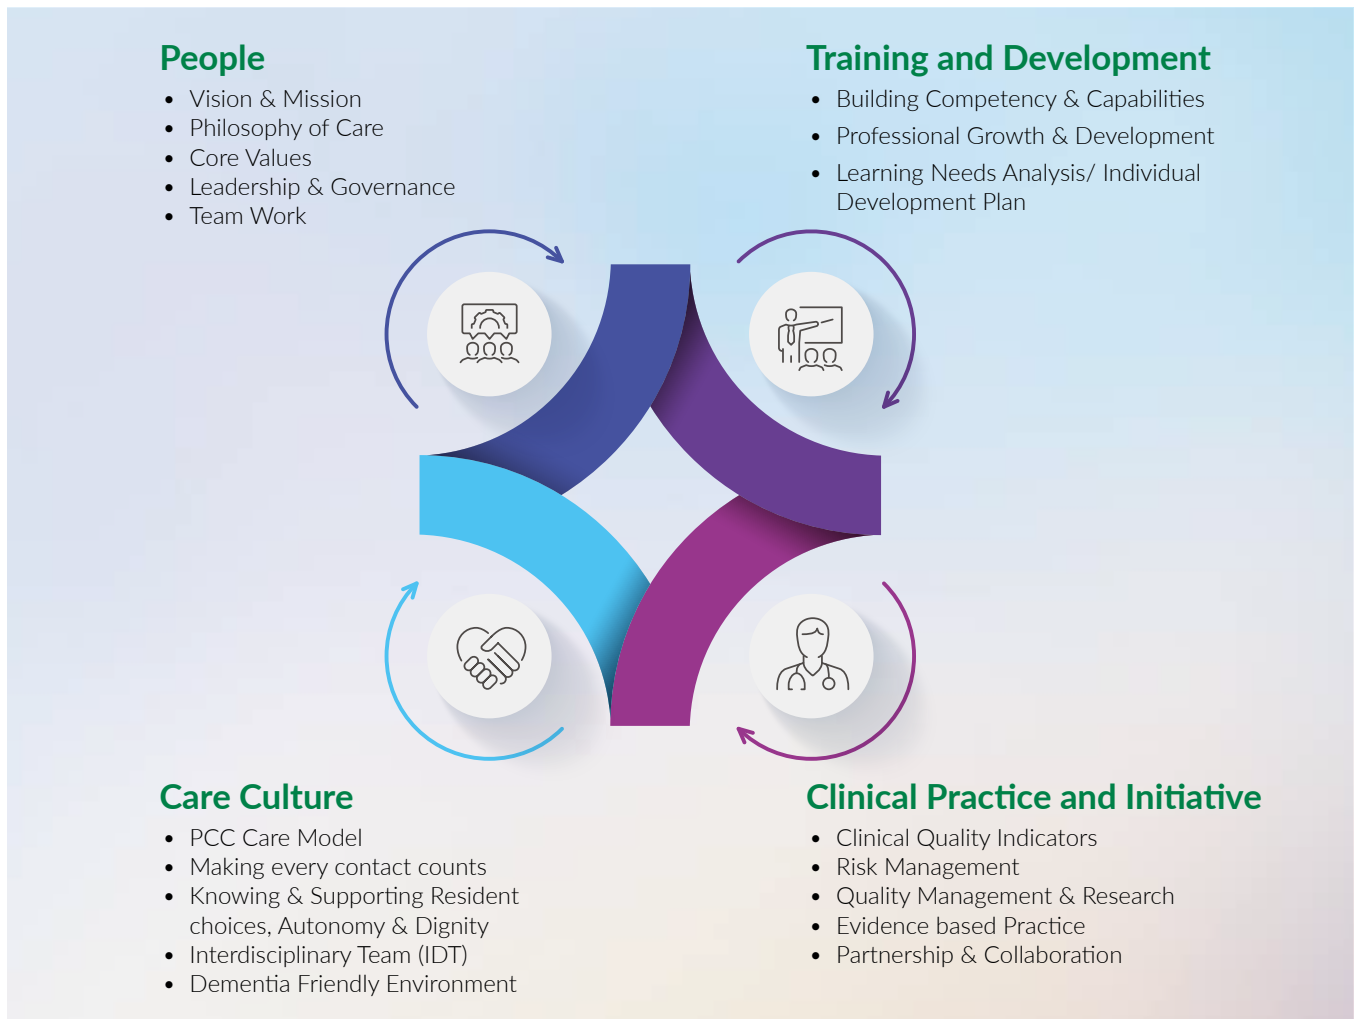 People
• Vision & Mission
• Philosophy of Care
• Core Values
• Leadership & Governance
• Team Work
Training and Development
• Building Competency & Capabilities
• Professional Growth & Development
• Learning Needs Analysis/ Individual
Development Plan
Care Culture
• PCC Care Model
• Making every contact counts
• Knowing & Supporting Resident
choices, Autonomy & Dignity
• Interdisciplinary Team (IDT)
• Dementia Friendly Environment
Clinical Practice and Initiative
• Clinical Quality Indicators
• Risk Management
• Quality Management & Research
• Evidence based Practice
• Partnership & Collaboration